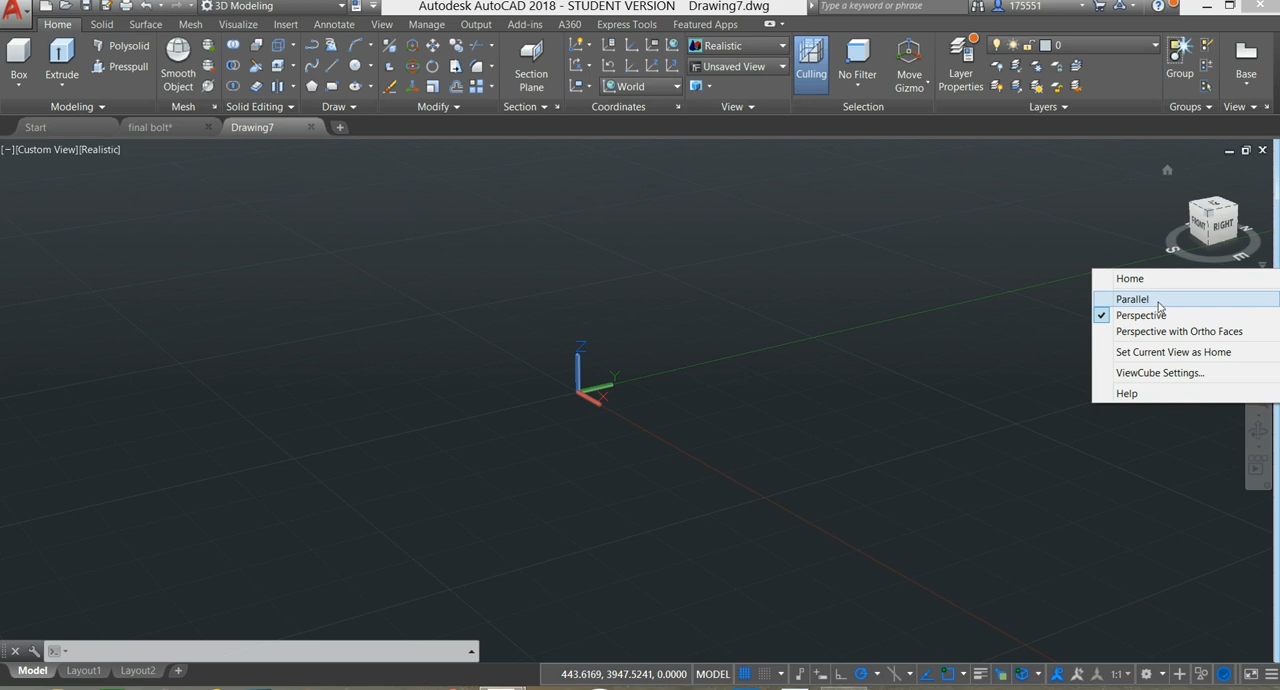 3D Modeling Autodesk AutoCAD 2018 - STUDENT VERSION Drawing7.dwg Type a keyword or phrase 175551
Home Solid Surface Mesh Visualize Insert Annotate View Manage Output Add-ins A360 Express Tools Featured Apps
Box Extrude Polysolid Presspull Smooth Object Section Plane Realistic Unsaved View World Culling No Filter Move Gizmo Layer Properties 0 Group Base
Modeling Mesh Solid Editing Draw Modify Section Coordinates View Selection Layers Groups View
Start final bolt* Drawing7
[−][Custom View][Realistic]
FRONT RIGHT
S E
Home
Parallel
Perspective
Perspective with Ortho Faces
Set Current View as Home
ViewCube Settings...
Help
Z
Y
X
Model Layout1 Layout2 443.6169, 3947.5241, 0.0000 MODEL 1:1